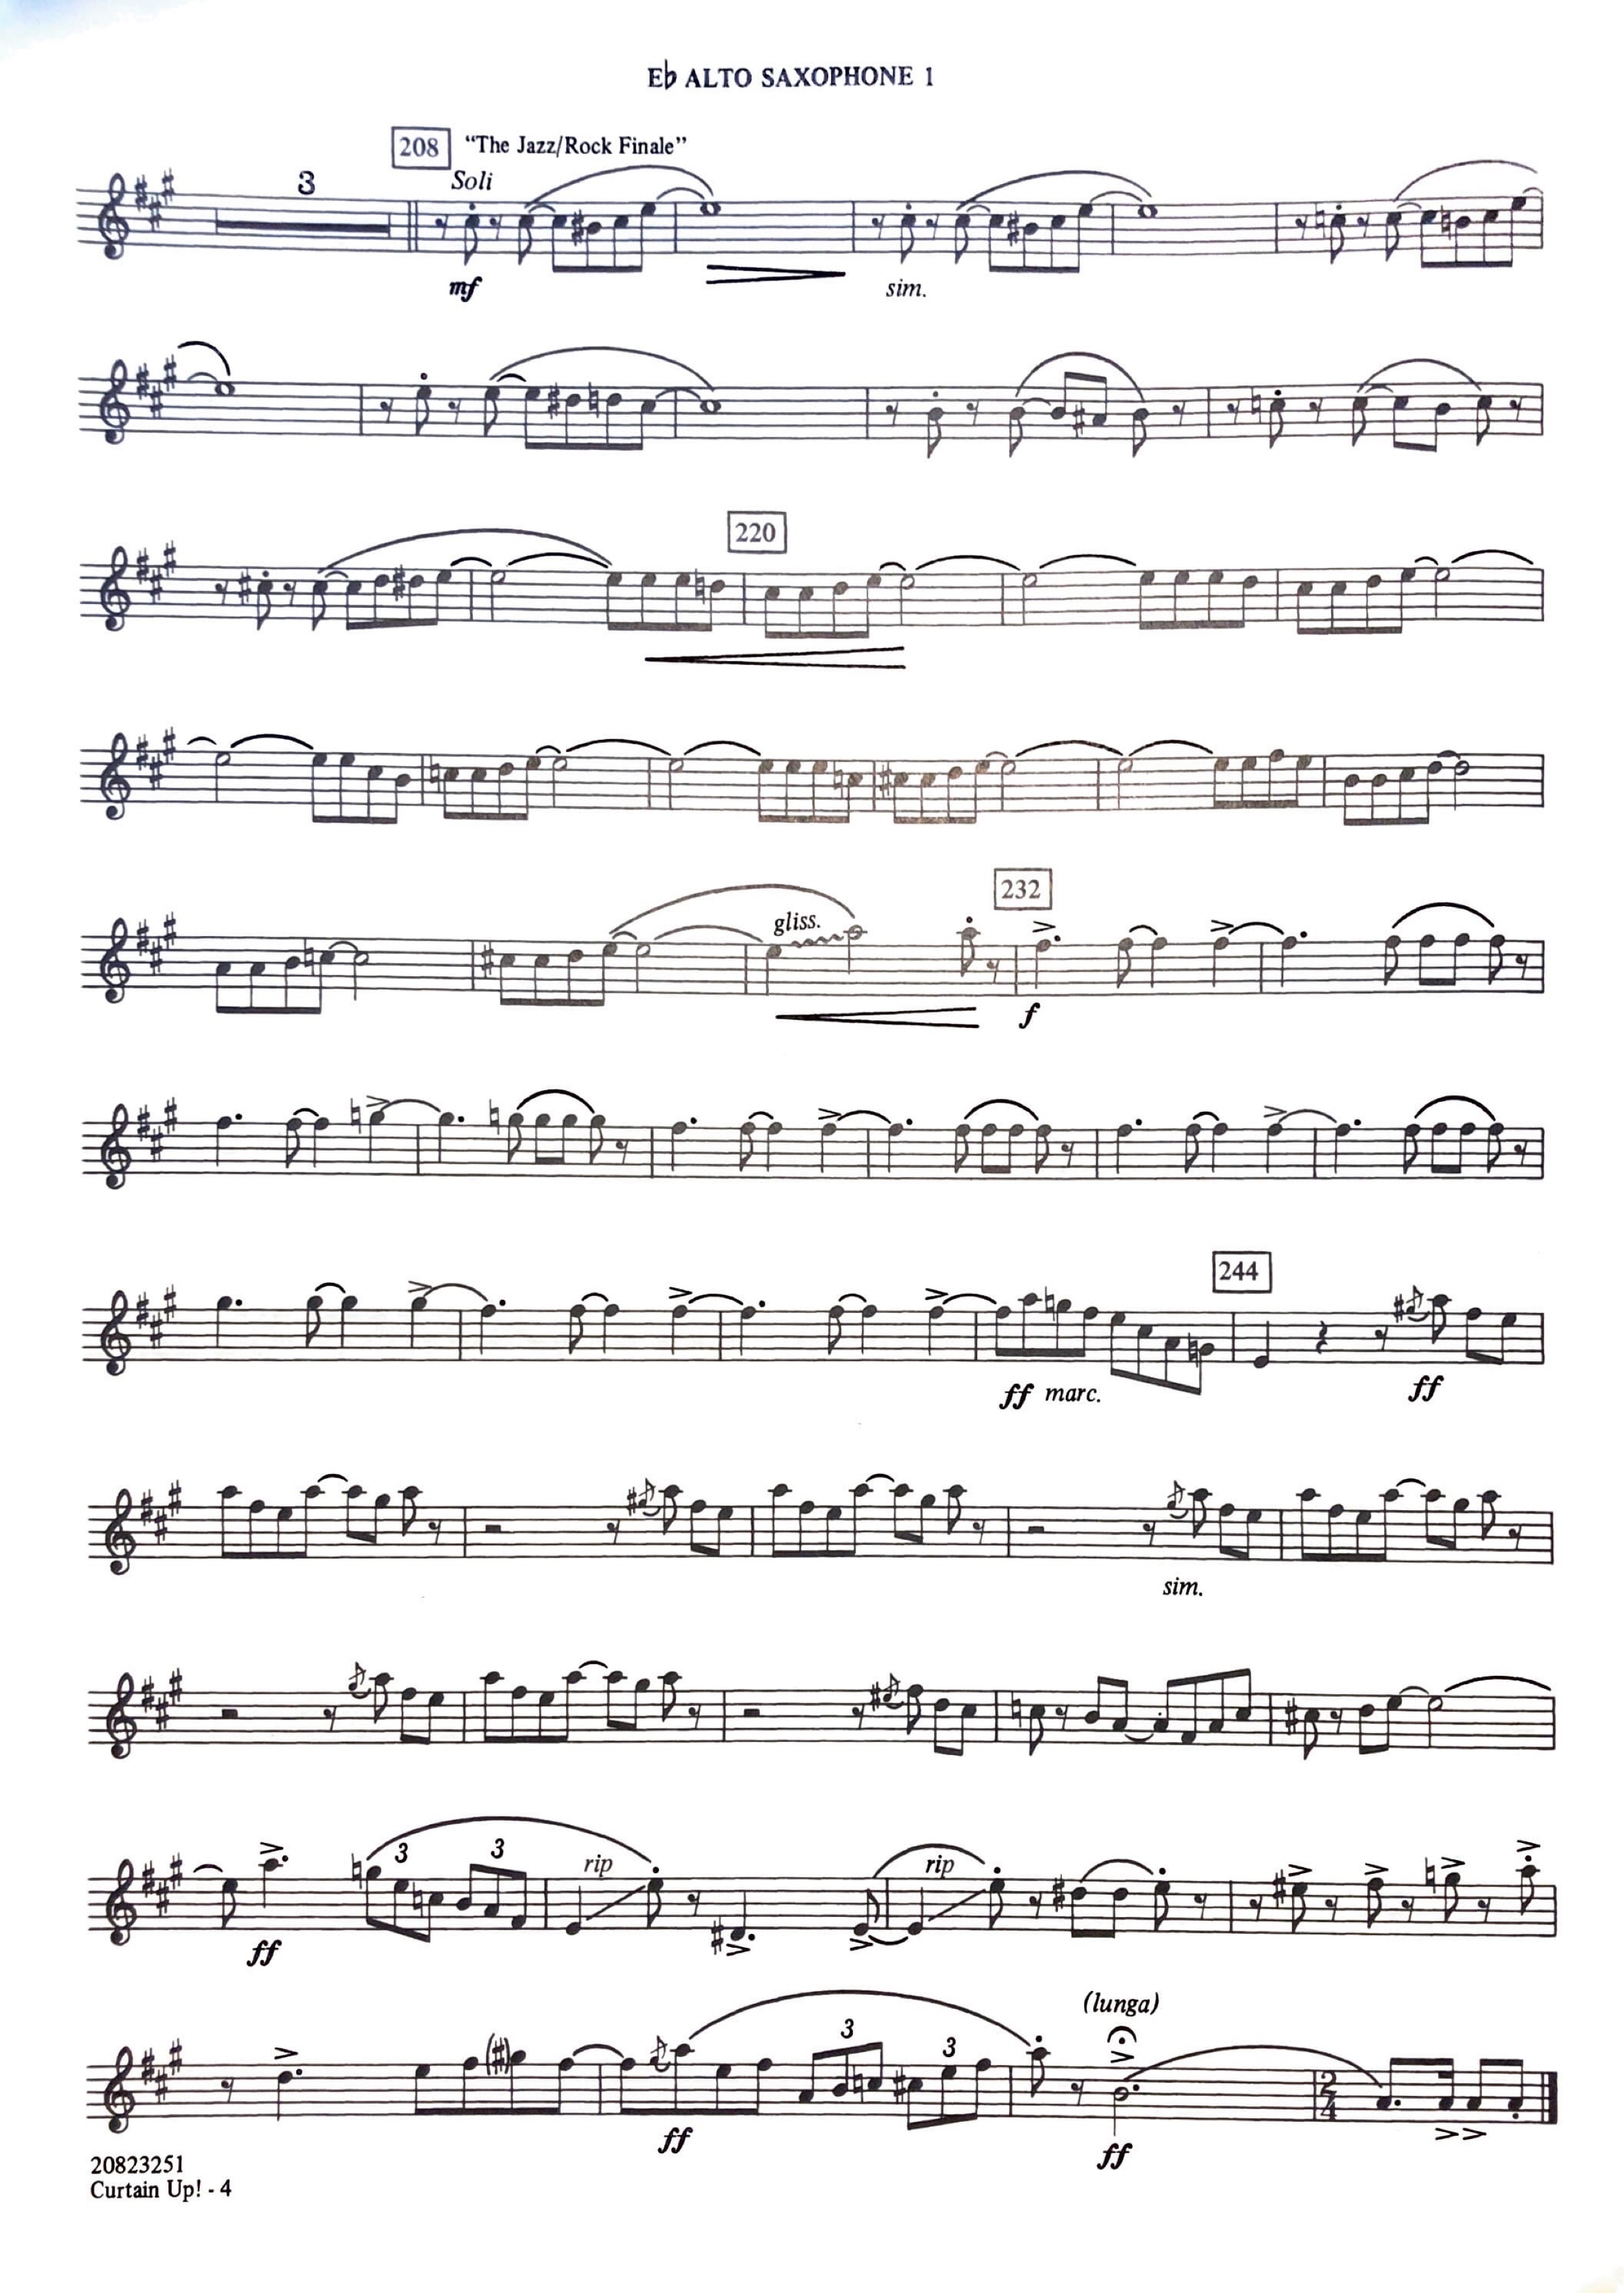 E♭ ALTO SAXOPHONE 1
208 "The Jazz/Rock Finale"
3 Soli
mf sim.
220
232
gliss.
f
244
ff marc. ff
sim.
3 3 rip rip
ff
(lunga)
3 3
2
4
ff ff
20823251
Curtain Up! - 4